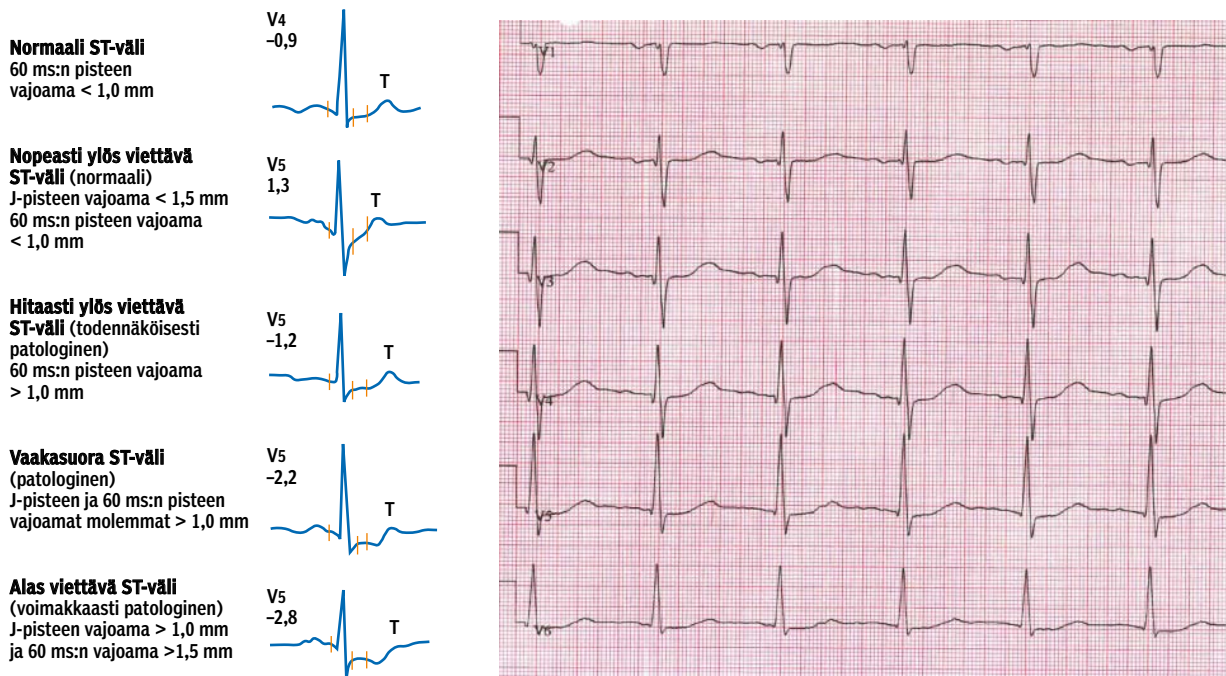 Normaali ST-väli
60 ms:n pisteen
vajoama < 1,0 mm
V4
–0,9
T
Nopeasti ylös viettävä
ST-väli (normaali)
J-pisteen vajoama < 1,5 mm
60 ms:n pisteen vajoama
< 1,0 mm
V5
1,3
T
Hitaasti ylös viettävä
ST-väli (todennäköisesti
patologinen)
60 ms:n pisteen vajoama
> 1,0 mm
V5
–1,2
T
Vaakasuora ST-väli
(patologinen)
J-pisteen ja 60 ms:n pisteen
vajoamat molemmat > 1,0 mm
V5
–2,2
T
Alas viettävä ST-väli
(voimakkaasti patologinen)
J-pisteen vajoama > 1,0 mm
ja 60 ms:n vajoama >1,5 mm
V5
–2,8
T
V1
V2
V3
V4
V5
V6